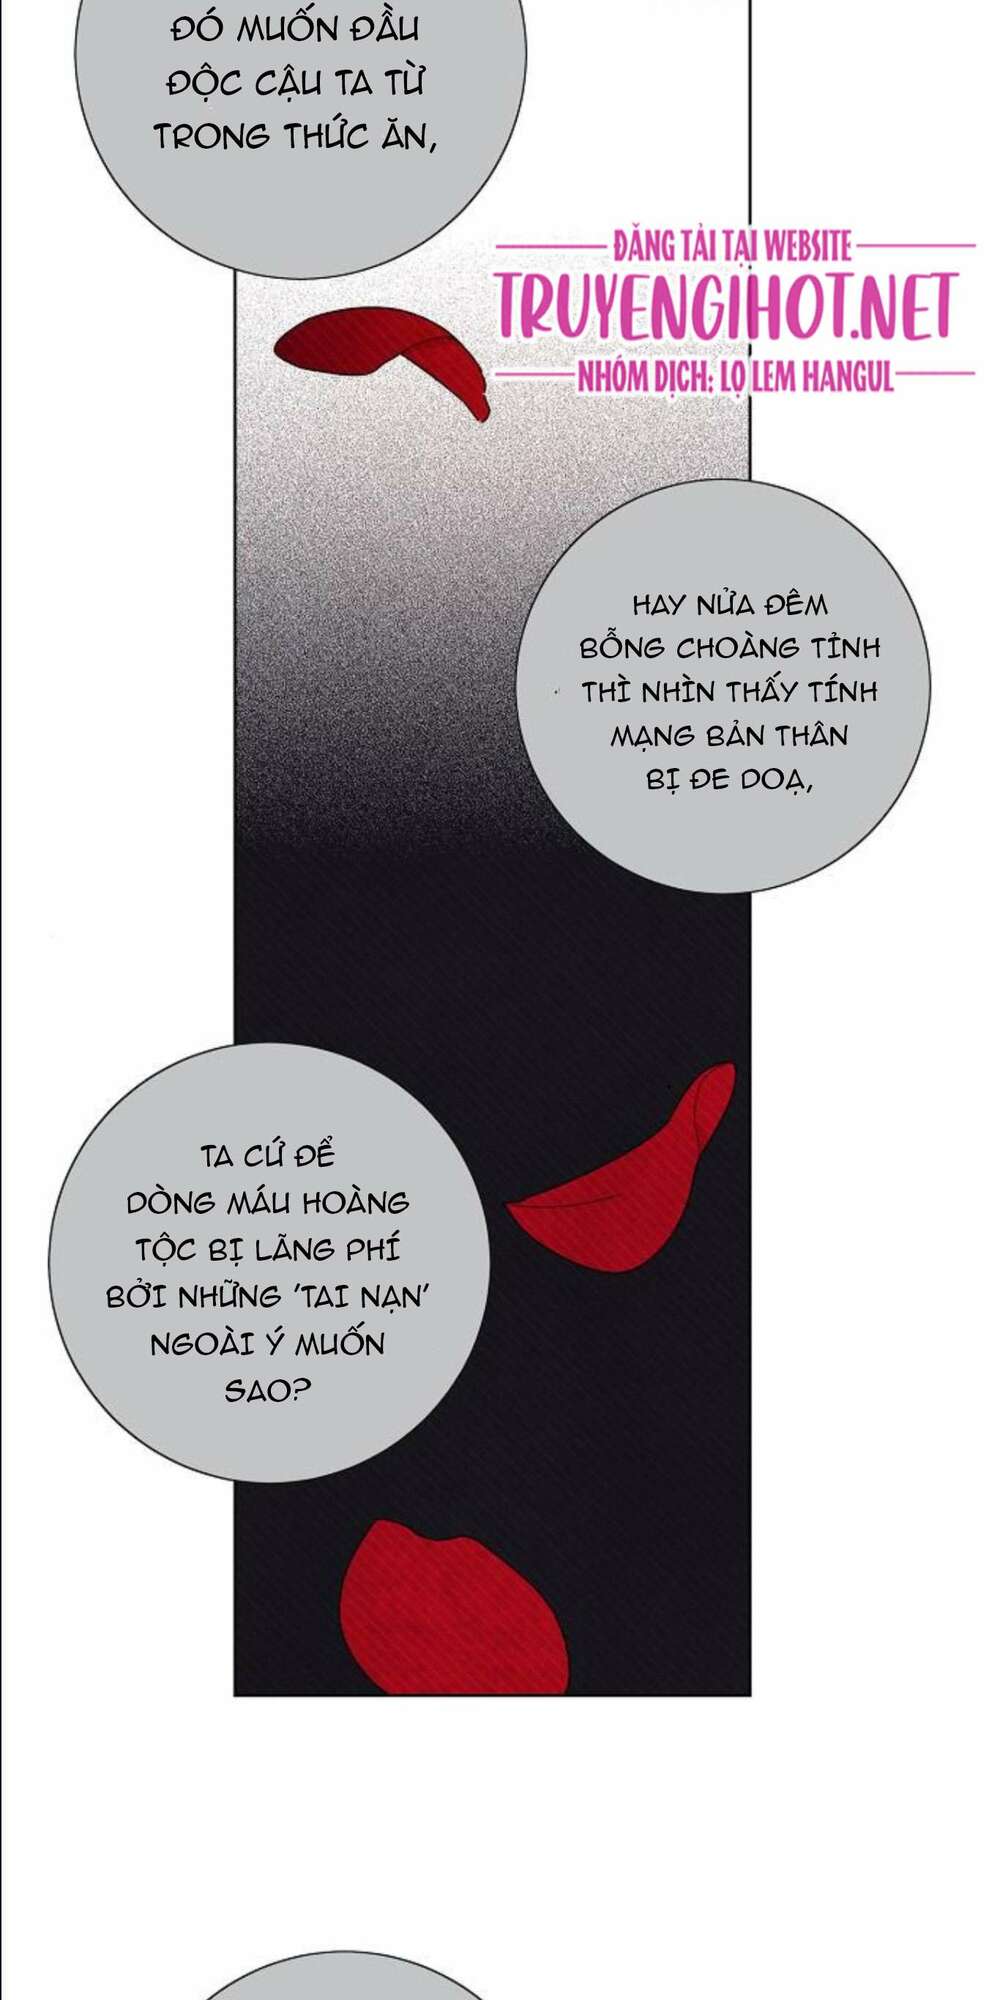 ĐÓ MUỐN ĐẦU
ĐỘC CẬU TA TỪ
TRONG THỨC ĂN,
ĐĂNG TẢI TẠI WEBSITE
TRUYENGIHOT.NET
NHÓM DỊCH: LỌ LEM HANGUL
HAY NỬA ĐÊM
BỖNG CHOÀNG TỈNH
THÌ NHÌN THẤY TÍNH
MẠNG BẢN THÂN
BỊ ĐE DOẠ,
TA CỨ ĐỂ
DÒNG MÁU HOÀNG
TỘC BỊ LÃNG PHÍ
BỞI NHỮNG 'TAI NẠN'
NGOÀI Ý MUỐN
SAO?